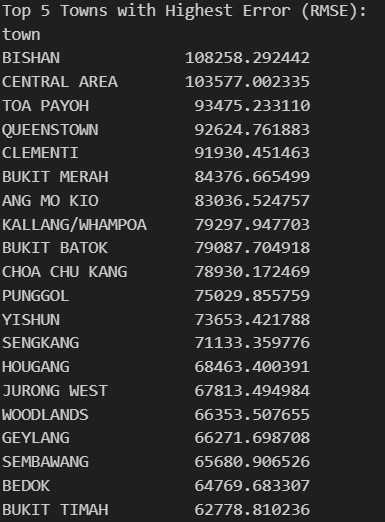 Top 5 Towns with Highest Error (RMSE):
town
BISHAN 108258.292442
CENTRAL AREA 103577.002335
TOA PAYOH 93475.233110
QUEENSTOWN 92624.761883
CLEMENTI 91930.451463
BUKIT MERAH 84376.665499
ANG MO KIO 83036.524757
KALLANG/WHAMPOA 79297.947703
BUKIT BATOK 79087.704918
CHOA CHU KANG 78930.172469
PUNGGOL 75029.855759
YISHUN 73653.421788
SENGKANG 71133.359776
HOUGANG 68463.400391
JURONG WEST 67813.494984
WOODLANDS 66353.507655
GEYLANG 66271.698708
SEMBAWANG 65680.906526
BEDOK 64769.683307
BUKIT TIMAH 62778.810236